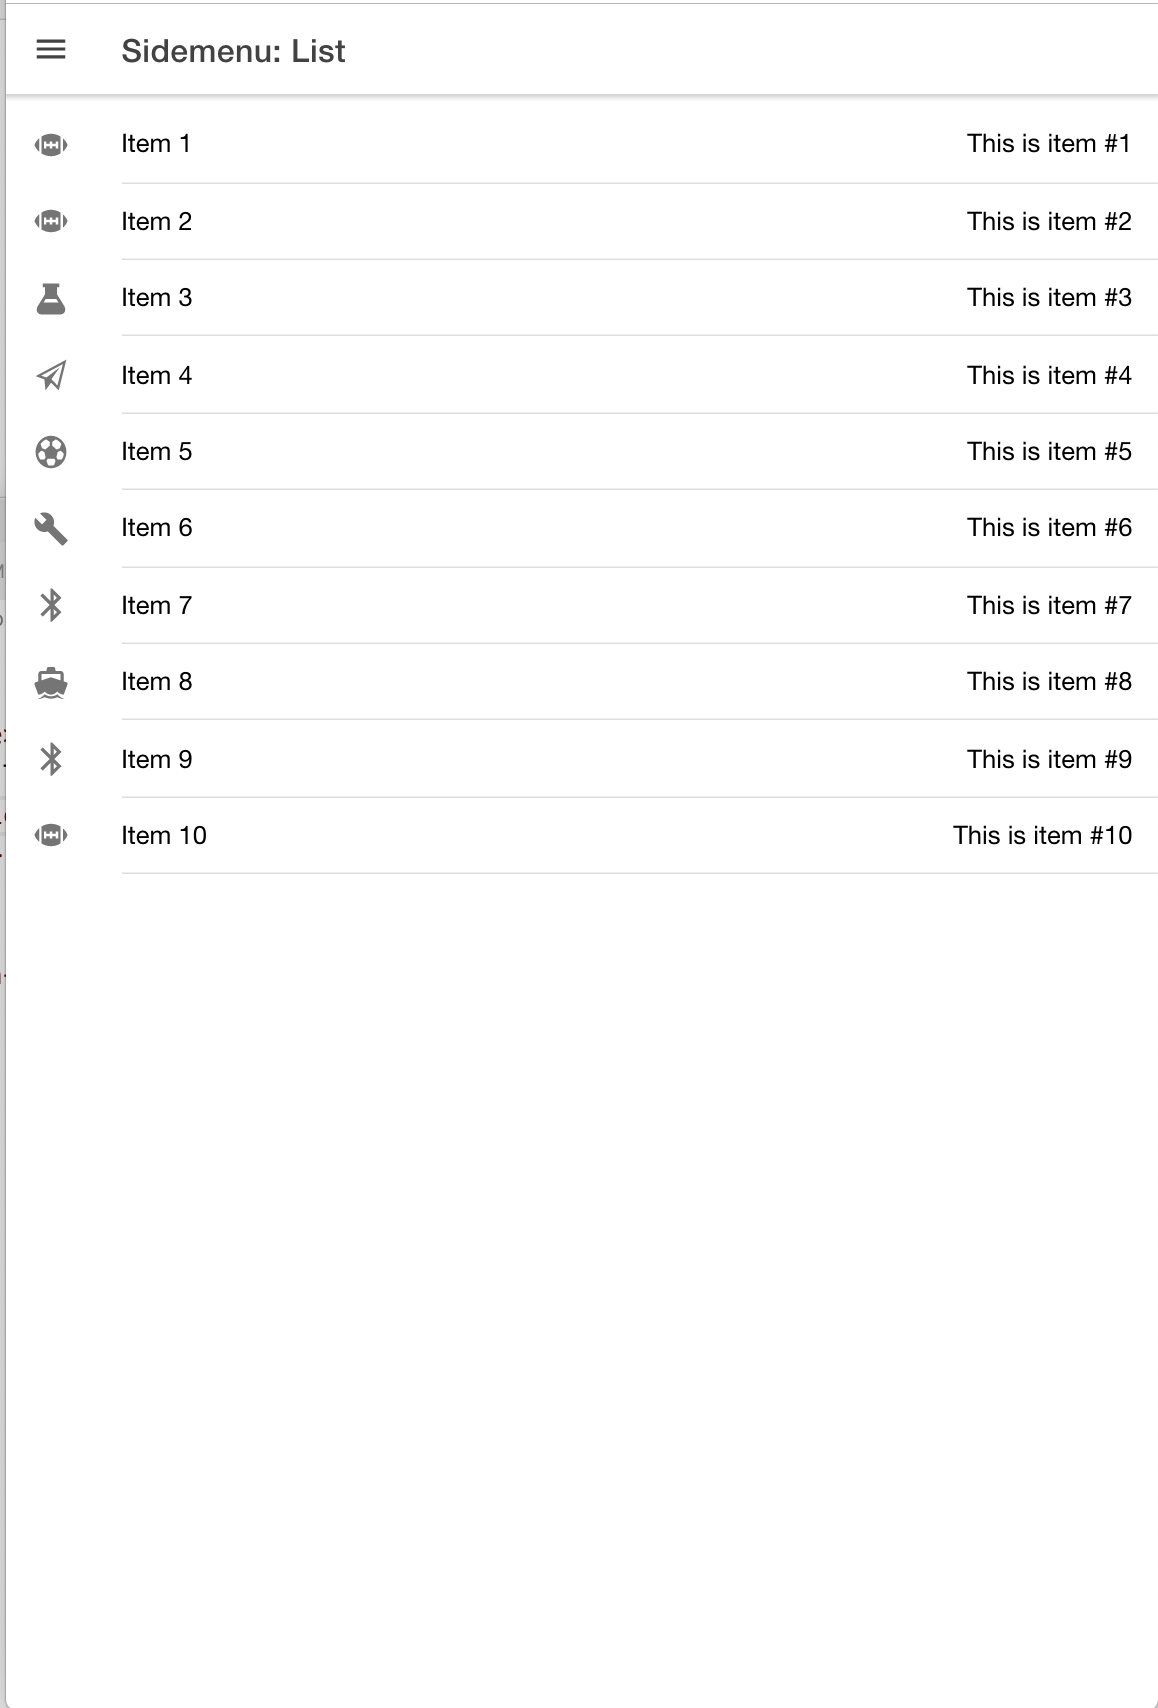 Sidemenu: List
Item 1 This is item #1
Item 2 This is item #2
Item 3 This is item #3
Item 4 This is item #4
Item 5 This is item #5
Item 6 This is item #6
Item 7 This is item #7
Item 8 This is item #8
Item 9 This is item #9
Item 10 This is item #10